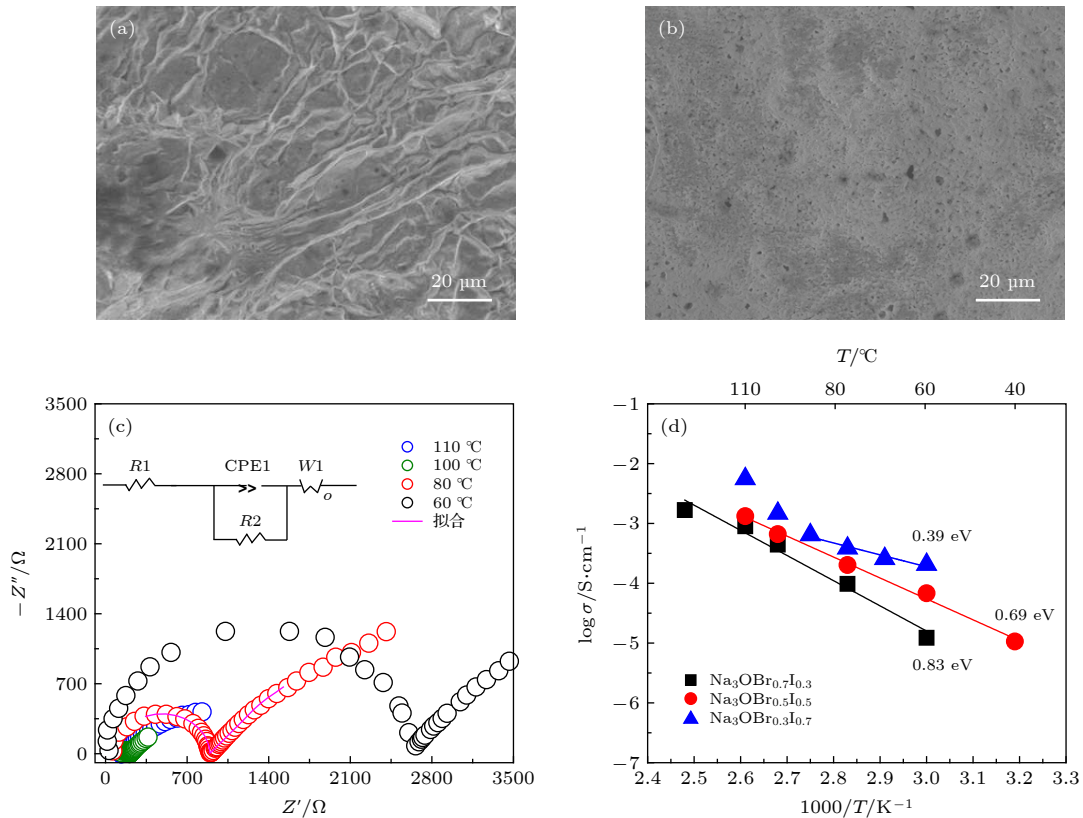 (a)
20 µm
(b)
20 µm
(c)
3500
2800
2100
1400
700
0
−Z″/Ω
0
700
1400
2100
2800
3500
Z′/Ω
R1
CPE1
W1
o
R2
110 ℃
100 ℃
80 ℃
60 ℃
拟合
T/℃
110
80
60
40
(d)
−1
−2
−3
−4
−5
−6
−7
log σ/S·cm⁻¹
0.39 eV
0.69 eV
0.83 eV
Na₃OBr₀.₇I₀.₃
Na₃OBr₀.₅I₀.₅
Na₃OBr₀.₃I₀.₇
2.4
2.5
2.6
2.7
2.8
2.9
3.0
3.1
3.2
3.3
1000/T/K⁻¹